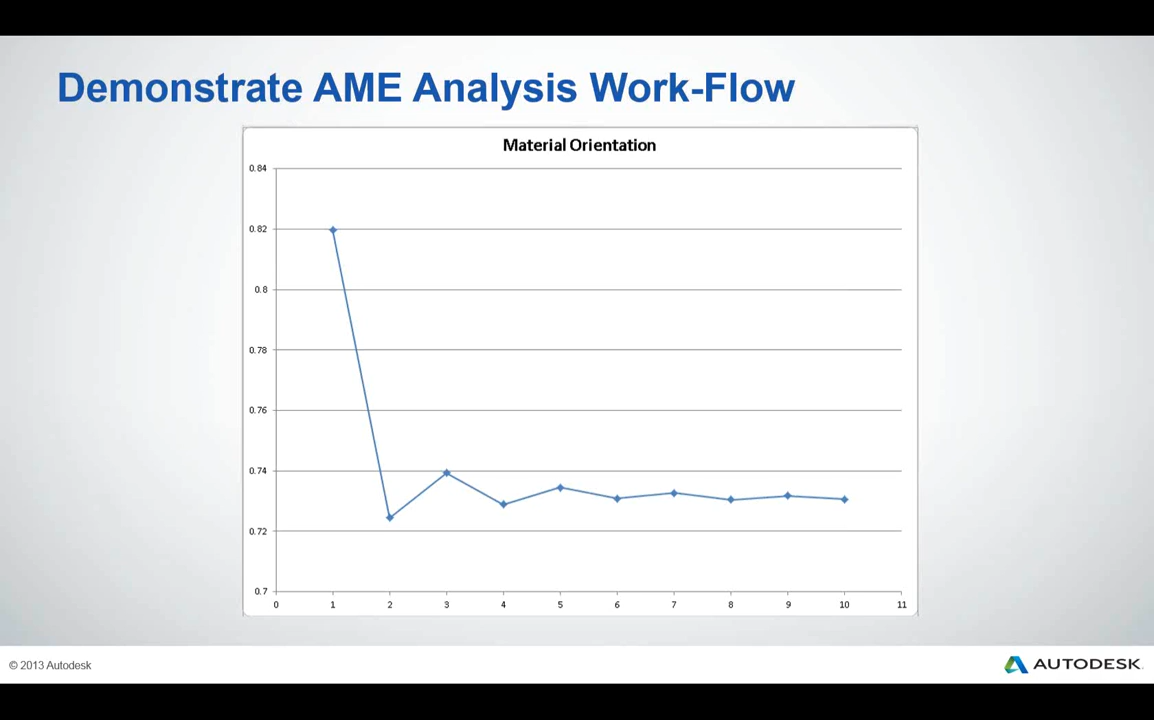 Demonstrate AME Analysis Work-Flow
Material Orientation
0.84
0.82
0.8
0.78
0.76
0.74
0.72
0.7
0 1 2 3 4 5 6 7 8 9 10 11
© 2013 Autodesk
AUTODESK